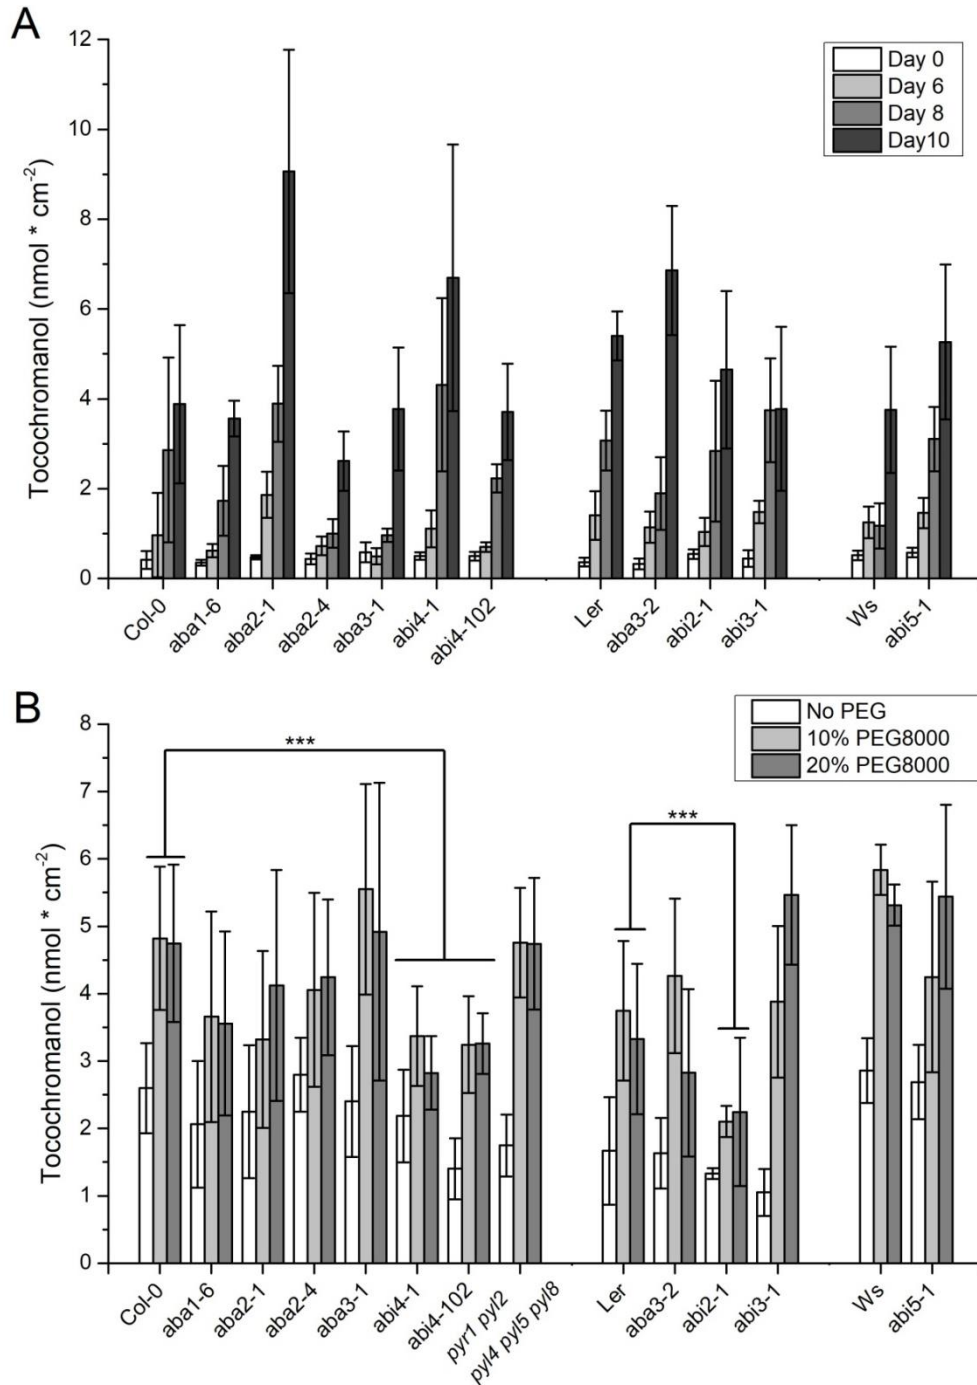 A
Tocochromanol (nmol * cm-2)
12
10
8
6
4
2
0
Day 0
Day 6
Day 8
Day10
Col-0
aba1-6
aba2-1
aba2-4
aba3-1
abi4-1
abi4-102
Ler
aba3-2
abi2-1
abi3-1
Ws
abi5-1
B
Tocochromanol (nmol * cm-2)
8
7
6
5
4
3
2
1
0
No PEG
10% PEG8000
20% PEG8000
***
***
Col-0
aba1-6
aba2-1
aba2-4
aba3-1
abi4-1
abi4-102
pyr1 pyl2
pyl4 pyl5 pyl8
Ler
aba3-2
abi2-1
abi3-1
Ws
abi5-1